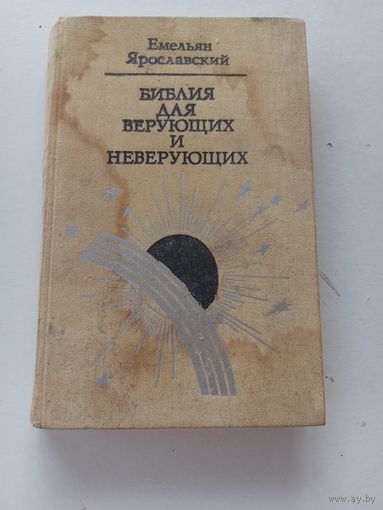 Емельян
Ярославский
БИБЛИЯ
ДЛЯ
ВЕРУЮЩИХ
И
НЕВЕРУЮЩИХ
www.ay.by